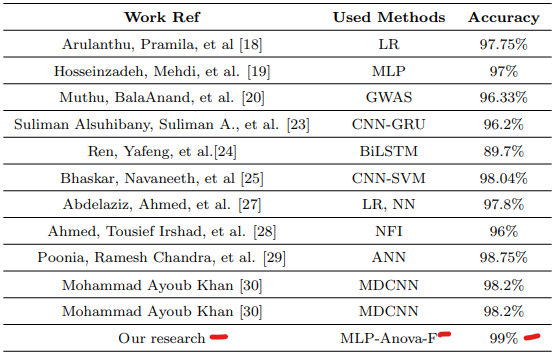 Work Ref Used Methods Accuracy
Arulanthu, Pramila, et al [18] LR 97.75%
Hosseinzadeh, Mehdi, et al. [19] MLP 97%
Muthu, BalaAnand, et al. [20] GWAS 96.33%
Suliman Alsuhibany, Suliman A., et al. [23] CNN-GRU 96.2%
Ren, Yafeng, et al.[24] BiLSTM 89.7%
Bhaskar, Navaneeth, et al [25] CNN-SVM 98.04%
Abdelaziz, Ahmed, et al. [27] LR, NN 97.8%
Ahmed, Tousief Irshad, et al. [28] NFI 96%
Poonia, Ramesh Chandra, et al. [29] ANN 98.75%
Mohammad Ayoub Khan [30] MDCNN 98.2%
Mohammad Ayoub Khan [30] MDCNN 98.2%
Our research MLP-Anova-F 99%